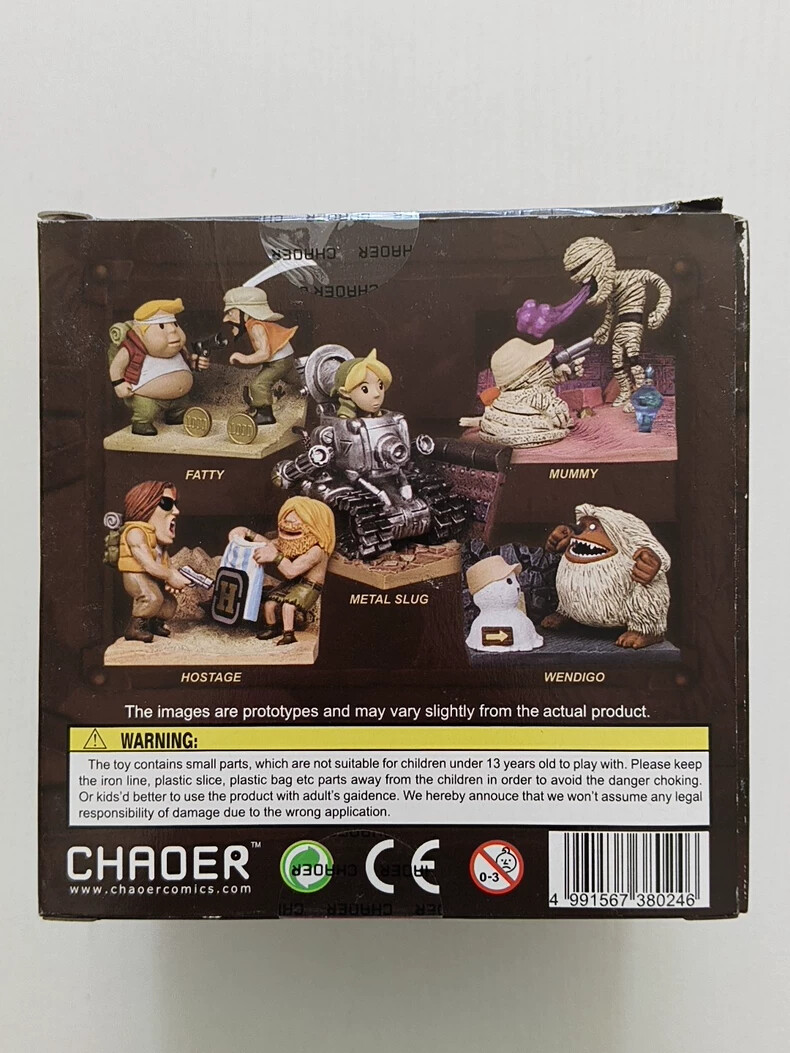 CHAOER CHAOER
CHAOER CHAOER
FATTY
MUMMY
METAL SLUG
H
HOSTAGE
WENDIGO
The images are prototypes and may vary slightly from the actual product.
WARNING:
The toy contains small parts, which are not suitable for children under 13 years old to play with. Please keep
the iron line, plastic slice, plastic bag etc parts away from the children in order to avoid the danger choking.
Or kids'd better to use the product with adult's gaidence. We hereby annouce that we won't assume any legal
responsibility of damage due to the wrong application.
CHAOER™
www.chaoercomics.com
CHAOER CHAOER
CE
0-3
4 991567 380246